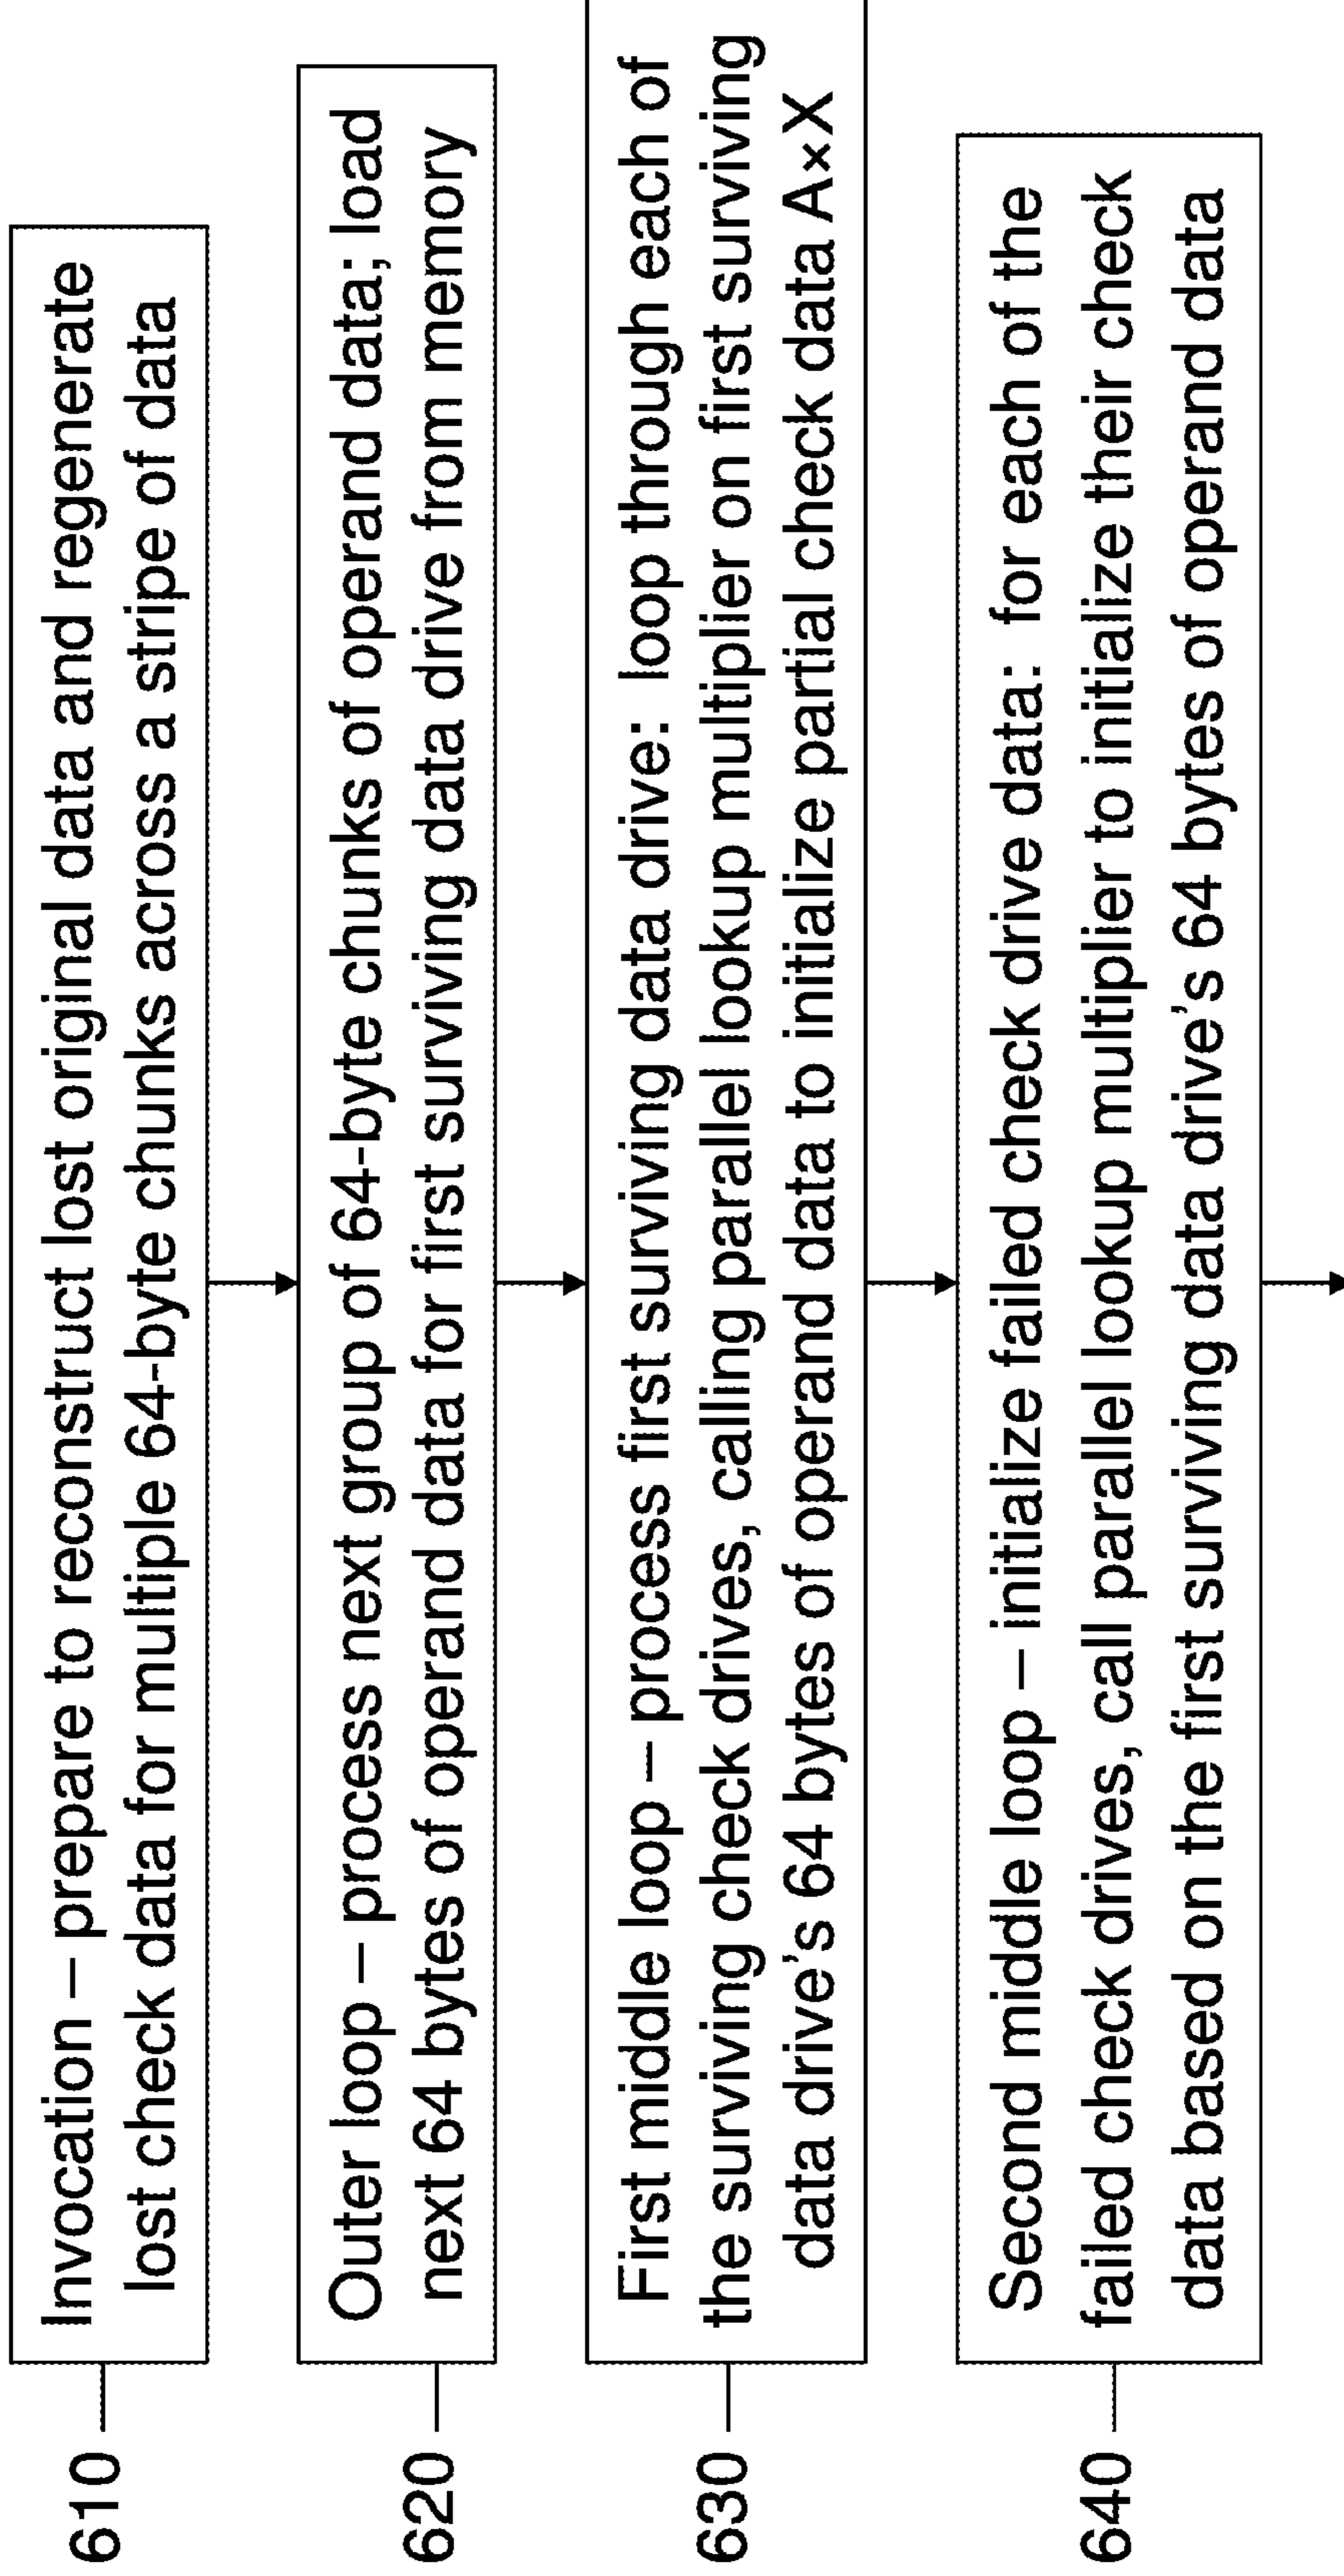 610
Invocation – prepare to reconstruct lost original data and regenerate
lost check data for multiple 64-byte chunks across a stripe of data
620
Outer loop – process next group of 64-byte chunks of operand data; load
next 64 bytes of operand data for first surviving data drive from memory
630
First middle loop – process first surviving data drive: loop through each of
the surviving check drives, calling parallel lookup multiplier on first surviving
data drive's 64 bytes of operand data to initialize partial check data A×X
640
Second middle loop – initialize failed check drive data: for each of the
failed check drives, call parallel lookup multiplier to initialize their check
data based on the first surviving data drive's 64 bytes of operand data